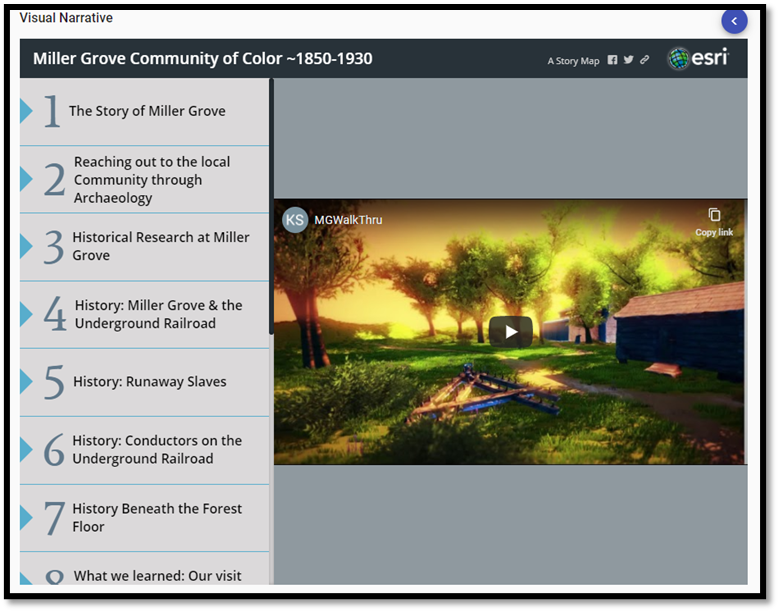 Visual Narrative
Miller Grove Community of Color ~1850-1930
A Story Map
esri
1 The Story of Miller Grove
2 Reaching out to the local
Community through
Archaeology
3 Historical Research at Miller
Grove
4 History: Miller Grove & the
Underground Railroad
5 History: Runaway Slaves
6 History: Conductors on the
Underground Railroad
7 History Beneath the Forest
Floor
8 What we learned: Our visit
KS MGWalkThru
Copy link